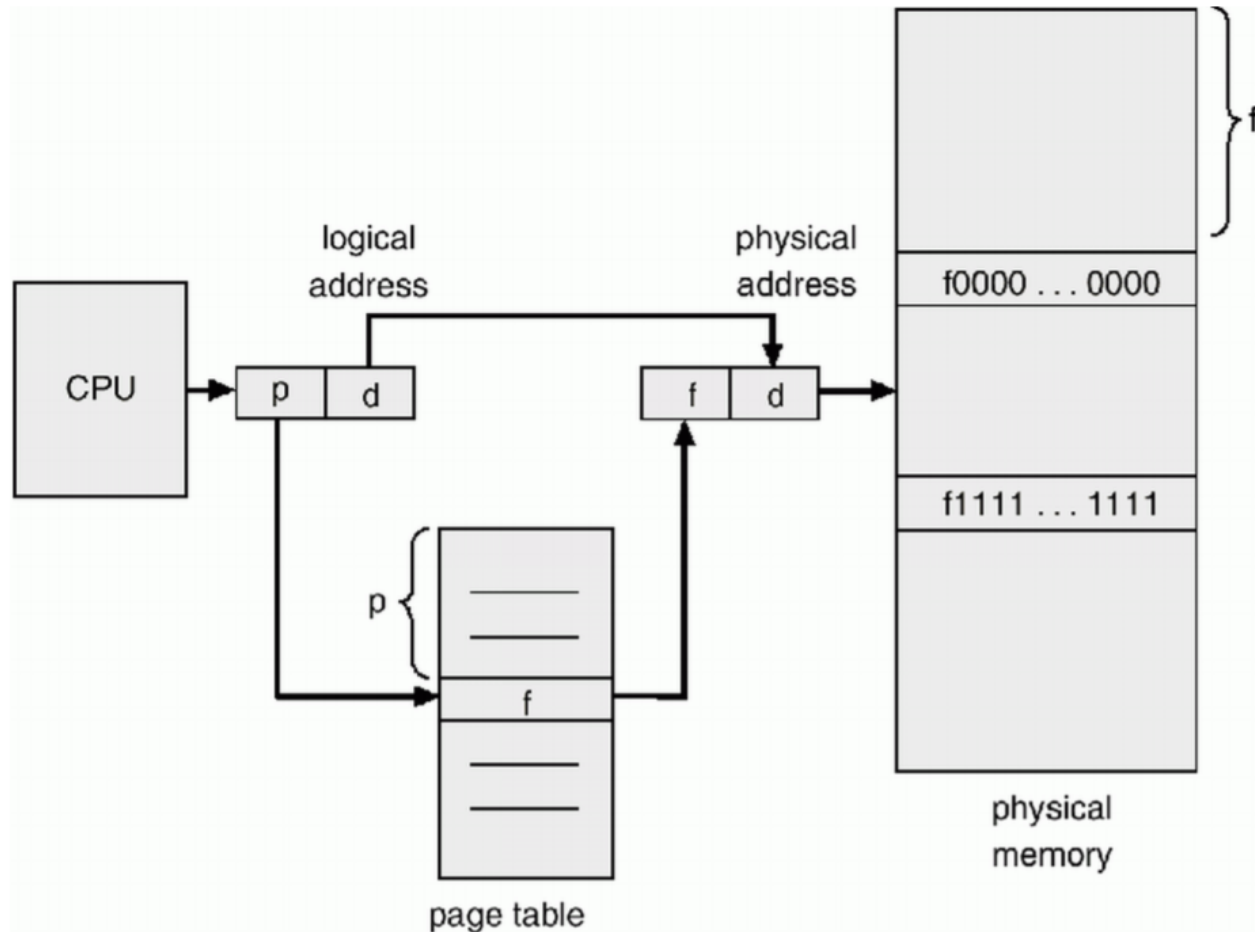 f
logical
address
physical
address
f0000 ... 0000
CPU
p
d
f
d
f1111 ... 1111
p
f
physical
memory
page table